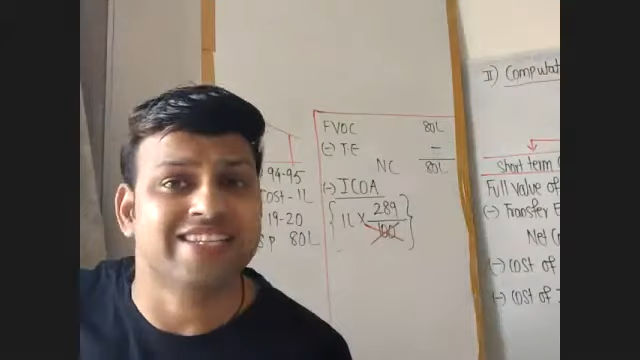 94-95
COST - 1L
19-20
SP 80L
FVOC 80L
(-) T.E —
NC 80L
(-) ICOA
{ 1L × 289/100 }
II) Computat
Short term
Full Value of
(-) Transfer E
Net Co
(-) Cost of
(-) Cost of I